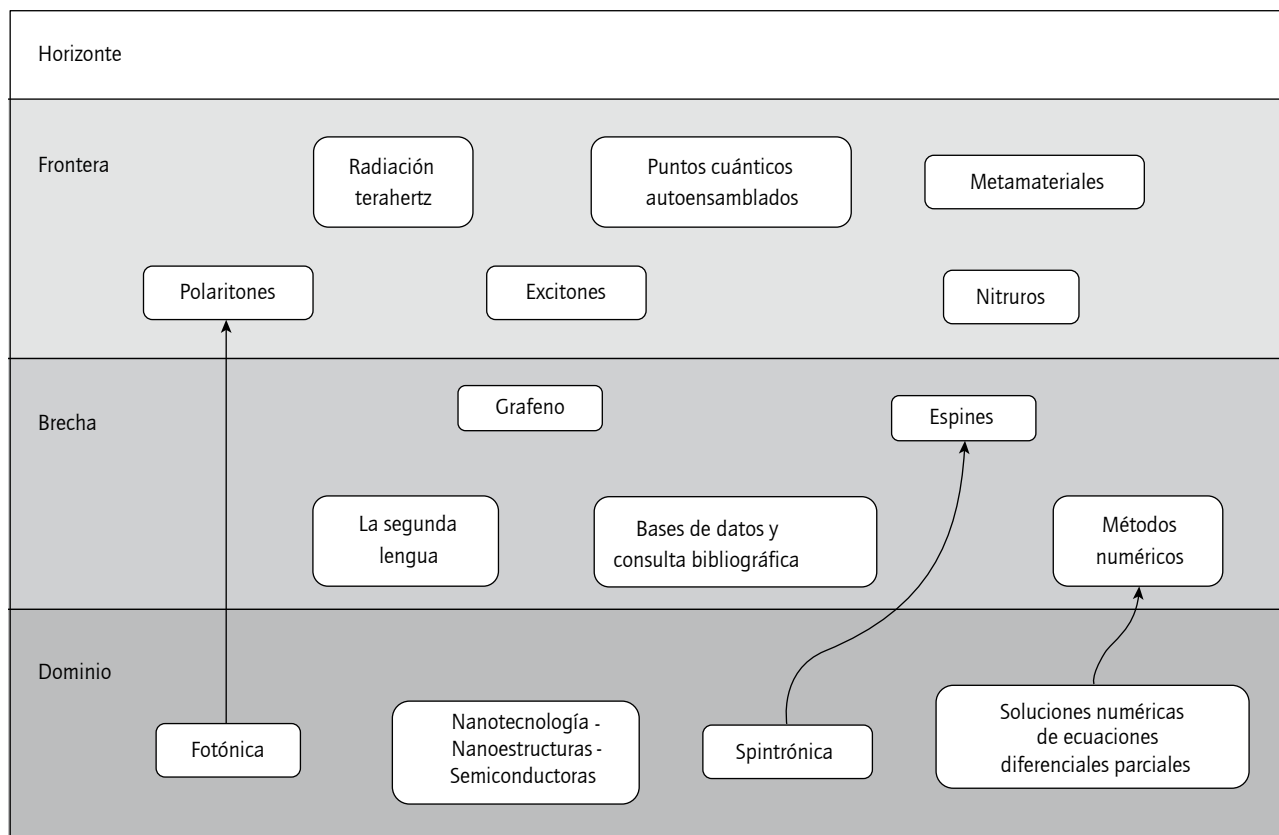 Horizonte
Frontera
Radiación
terahertz
Puntos cuánticos
autoensamblados
Metamateriales
Polaritones
Excitones
Nitruros
Brecha
Grafeno
Espines
La segunda
lengua
Bases de datos y
consulta bibliográfica
Métodos
numéricos
Dominio
Fotónica
Nanotecnología -
Nanoestructuras -
Semiconductoras
Spintrónica
Soluciones numéricas
de ecuaciones
diferenciales parciales